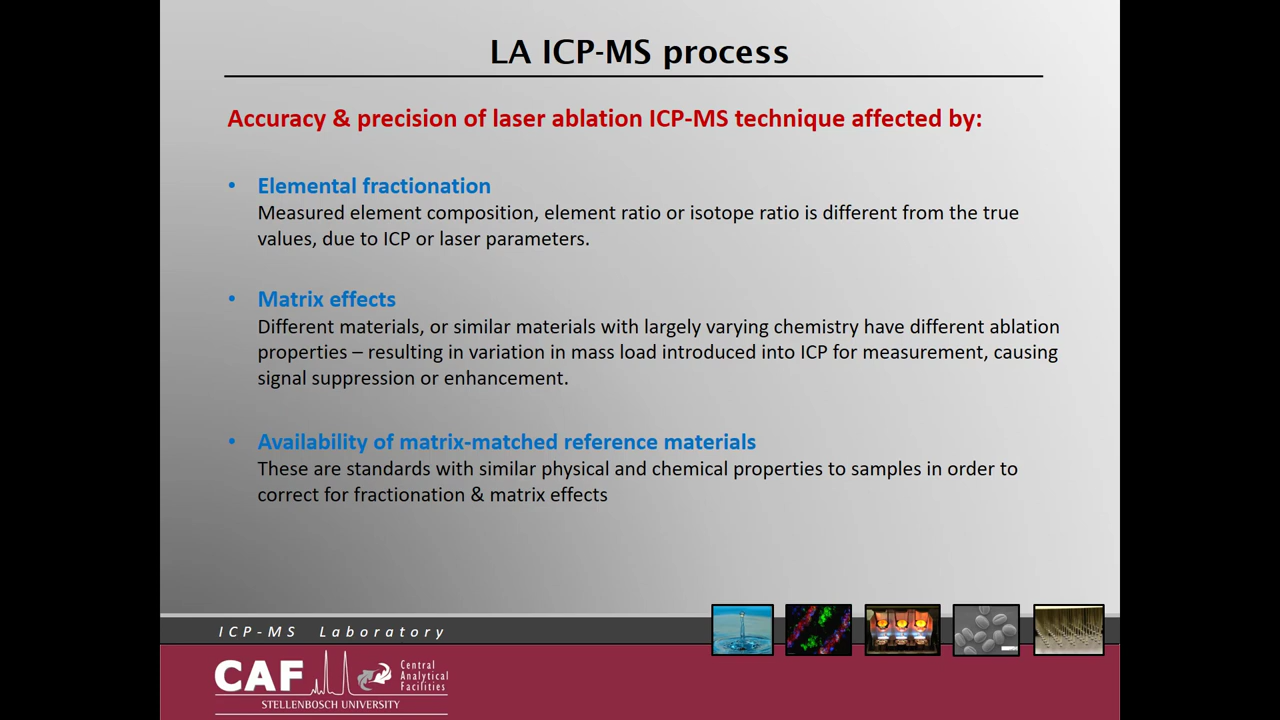 LA ICP-MS process
Accuracy & precision of laser ablation ICP-MS technique affected by:
• Elemental fractionation
Measured element composition, element ratio or isotope ratio is different from the true
values, due to ICP or laser parameters.
• Matrix effects
Different materials, or similar materials with largely varying chemistry have different ablation
properties – resulting in variation in mass load introduced into ICP for measurement, causing
signal suppression or enhancement.
• Availability of matrix-matched reference materials
These are standards with similar physical and chemical properties to samples in order to
correct for fractionation & matrix effects
ICP-MS Laboratory
CAF
Central
Analytical
Facilities
STELLENBOSCH UNIVERSITY